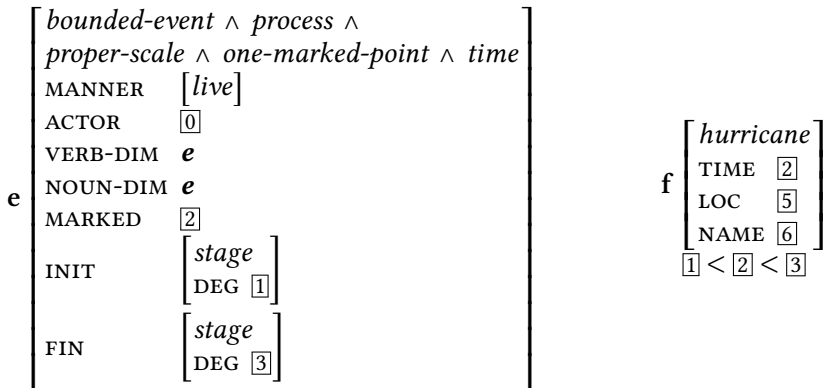 bounded-event ∧ process ∧
proper-scale ∧ one-marked-point ∧ time
MANNER [live]
ACTOR 0
VERB-DIM e
NOUN-DIM e
MARKED 2
e
INIT
stage
DEG 1
FIN
stage
DEG 3
f
hurricane
TIME 2
LOC 5
NAME 6
1 < 2 < 3